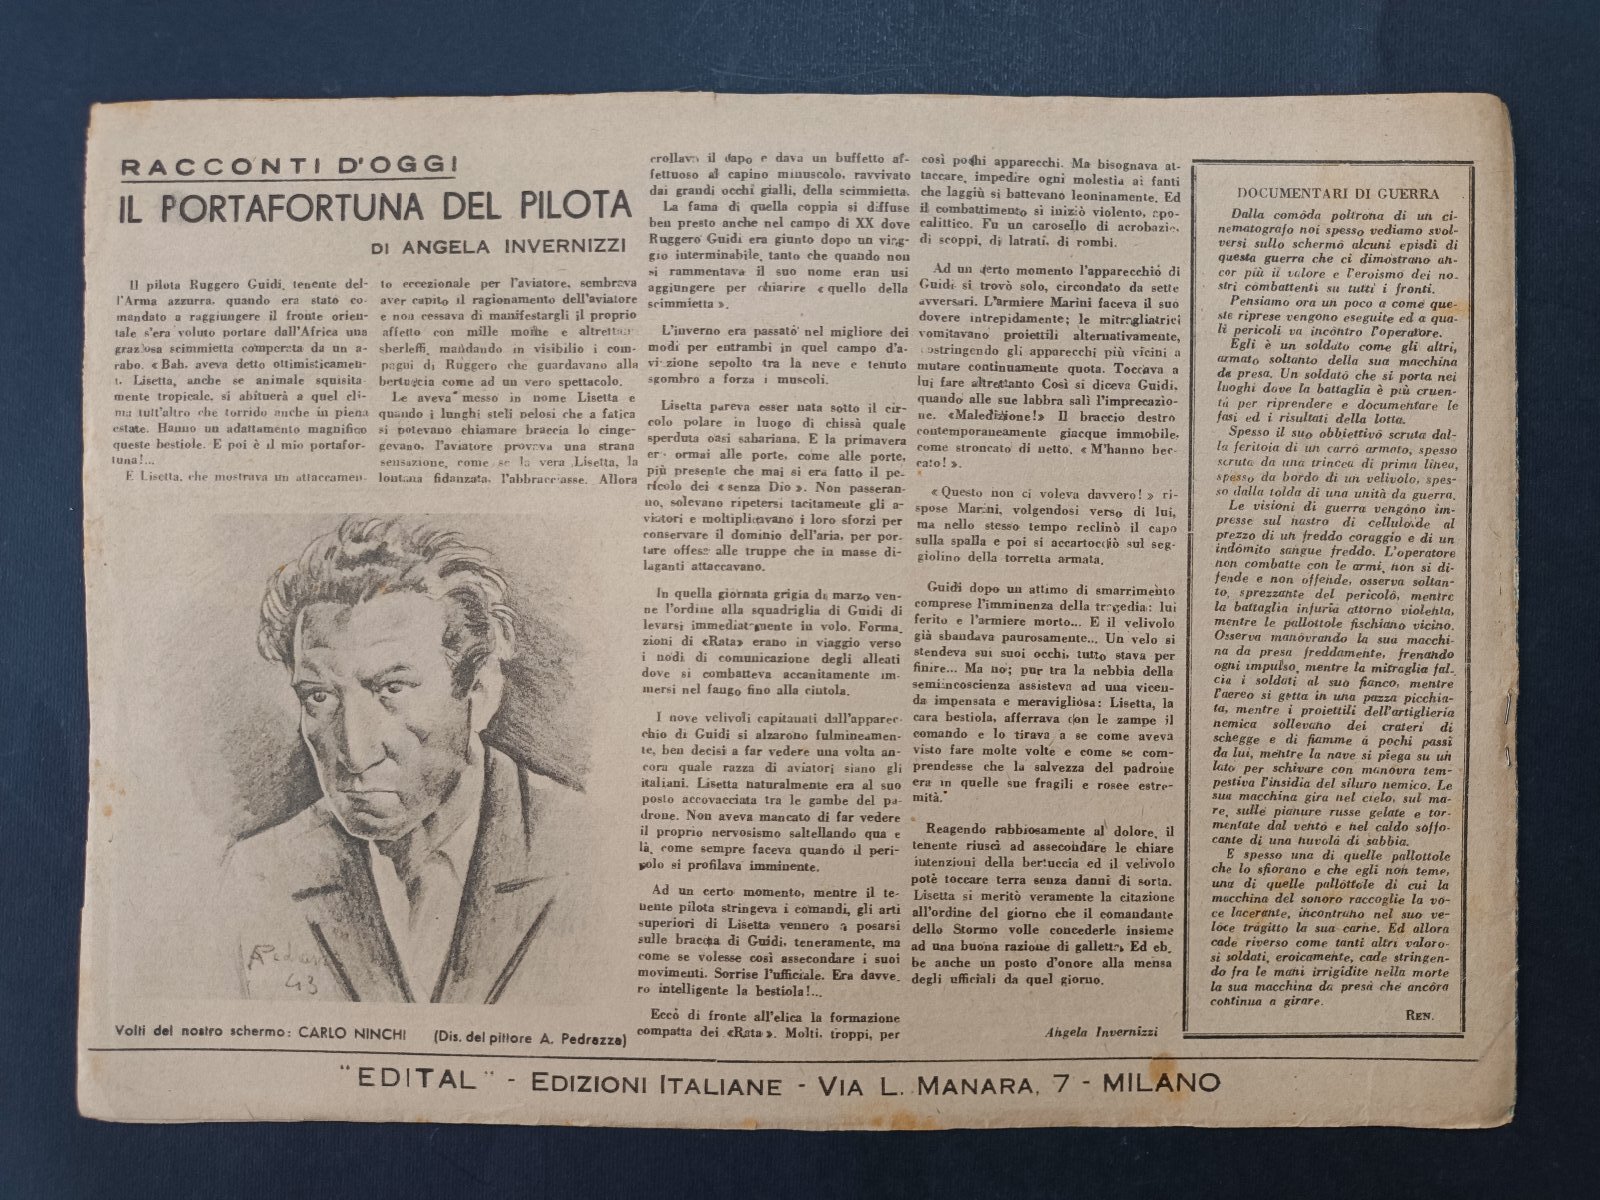 RACCONTI D'OGGI
IL PORTAFORTUNA DEL PILOTA
DI ANGELA INVERNIZZI
Il pilota Ruggero Guidi, tenente del-
l'Arma azzurra, quando era stato co-
mandato a raggiungere il fronte orien-
tale s'era voluto portare dall'Africa una
graziosa scimmietta comperata da un a-
rabo. «Bah, aveva detto ottimisticamen-
t. Lisetta, anche se animale squisita-
mente tropicale, si abituerà a quel cli-
ma tutt'altro che torrido anche in piena
estate. Hanno un adattamento magnifico
queste bestiole. E poi è il mio portafor-
tuna!...
E Lisetta, che mostrava un attaccamen-
to eccezionale per l'aviatore, sembrava
aver capito il ragionamento dell'aviatore
e non cessava di manifestargli il proprio
affetto con mille moine e altrettan
sberleffi, mandando in visibilio i com-
pagni di Ruggero che guardavano alla
bertuccia come ad un vero spettacolo.
Le aveva messo in nome Lisetta e
quando i lunghi steli pelosi che a fatica
si potevano chiamare braccia lo cinge-
gevano, l'aviatore provava una strana
sensazione, come se la vera Lisetta, la
lontana fidanzata, l'abbracciasse. Allora
crollava il capo e dava un buffetto af-
fettuoso al capino minuscolo, ravvivato
dai grandi occhi gialli, della scimmietta.
La fama di quella coppia si diffuse
ben presto anche nel campo di XX dove
Ruggero Guidi era giunto dopo un viag-
gio interminabile, tanto che quando non
si rammentava il suo nome eran usi
aggiungere per chiarire « quello della
scimmietta ».
L'inverno era passato nel migliore dei
modi per entrambi in quel campo d'a-
viazione sepolto tra la neve e tenuto
sgombro a forza i muscoli.
Lisetta pareva esser nata sotto il cir-
colo polare in luogo di chissà quale
sperduta oasi sahariana. E la primavera
era ormai alle porte, come alle porte,
più presente che mai si era fatto il pe-
ricolo dei « senza Dio ». Non passeran-
no, solevano ripetersi tacitamente gli a-
viatori e moltiplicavano i loro sforzi per
conservare il dominio dell'aria, per por-
tare offese alle truppe che in masse di-
laganti attaccavano.
In quella giornata grigia di marzo ven-
ne l'ordine alla squadriglia di Guidi di
levarsi immediatamente in volo. Forma.
zioni di «Rata» erano in viaggio verso
i nodi di comunicazione degli alleati
dove si combatteva accanitamente im-
mersi nel fango fino alla cintola.
I nove velivoli capitanati dall'apparec-
chio di Guidi si alzarono fulmineamen-
te, ben decisi a far vedere una volta an-
cora quale razza di aviatori siano gli
italiani. Lisetta naturalmente era al suo
posto accovacciata tra le gambe del pa-
drone. Non aveva mancato di far vedere
il proprio nervosismo saltellando qua e
là, come sempre faceva quando il peri-
colo si profilava imminente.
Ad un certo momento, mentre il te-
nente pilota stringeva i comandi, gli arti
superiori di Lisetta vennero a posarsi
sulle braccia di Guidi, teneramente, ma
come se volesse così assecondare i suoi
movimenti. Sorrise l'ufficiale. Era davve.
ro intelligente la bestiola!...
Ecco di fronte all'elica la formazione
compatta dei «Rata». Molti, troppi, per
così pochi apparecchi. Ma bisognava at-
taccare, impedire ogni molestia ai fanti
che laggiù si battevano leoninamente. Ed
il combattimento si iniziò violento, apo-
calittico. Fu un carosello di acrobazie,
di scoppi, di latrati, di rombi.
Ad un certo momento l'apparecchio di
Guidi si trovò solo, circondato da sette
avversari. L'armiere Marini faceva il suo
dovere intrepidamente; le mitragliatrici
vomitavano proiettili alternativamente,
costringendo gli apparecchi più vicini a
mutare continuamente quota. Toccava a
lui fare altrettanto Così si diceva Guidi,
quando alle sue labbra salì l'imprecazio-
ne. «Maledizione!» Il braccio destro
contemporaneamente giacque immobile,
come stroncato di netto. « M'hanno bec-
cato! ».
« Questo non ci voleva davvero! » ri-
spose Marini, volgendosi verso di lui,
ma nello stesso tempo reclinò il capo
sulla spalla e poi si accartocciò sul seg-
giolino della torretta armata.
Guidi dopo un attimo di smarrimento
comprese l'imminenza della tragedia: lui
ferito e l'armiere morto... E il velivolo
già sbandava paurosamente... Un velo si
stendeva sui suoi occhi, tutto stava per
finire... Ma no; pur tra la nebbia della
semincoscienza assisteva ad una vicen-
da impensata e meravigliosa: Lisetta, la
cara bestiola, afferrava con le zampe il
comando e lo tirava a se come aveva
visto fare molte volte e come se com-
prendesse che la salvezza del padrone
era in quelle sue fragili e rosee estre-
mità.
Reagendo rabbiosamente al dolore, il
tenente riuscì ad assecondare le chiare
intenzioni della bertuccia ed il velivolo
potè toccare terra senza danni di sorta.
Lisetta si meritò veramente la citazione
all'ordine del giorno che il comandante
dello Stormo volle concederle insieme
ad una buona razione di gallette. Ed eb.
be anche un posto d'onore alla mensa
degli ufficiali da quel giorno.
Angela Invernizzi
DOCUMENTARI DI GUERRA
Dalla comoda poltrona di un ci-
nematografo noi spesso vediamo svol-
versi sullo schermo alcuni episdi di
questa guerra che ci dimostrano an-
cor più il valore e l'eroismo dei no-
stri combattenti su tutti i fronti.
Pensiamo ora un poco a come que-
ste riprese vengono eseguite ed a qua-
li pericoli va incontro l'operatore.
Egli è un soldato come gli altri,
armato soltanto della sua macchina
da presa. Un soldato che si porta nei
luoghi dove la battaglia è più cruen-
ta per riprendere e documentare le
fasi ed i risultati della lotta.
Spesso il suo obbiettivo scruta dal-
la feritoia di un carro armato, spesso
scruta da una trincea di prima linea,
spesso da bordo di un velivolo, spes-
so dalla tolda di una unità da guerra.
Le visioni di guerra vengono im-
presse sul nastro di celluloide al
prezzo di un freddo coraggio e di un
indomito sangue freddo. L'operatore
non combatte con le armi, non si di-
fende e non offende, osserva soltan-
to, sprezzante del pericolo, mentre
la battaglia infuria attorno violenta,
mentre le pallottole fischiano vicino.
Osserva manovrando la sua macchi-
na da presa freddamente, frenando
ogni impulso, mentre la mitraglia fal-
cia i soldati al suo fianco, mentre
l'aereo si getta in una pazza picchia-
ta, mentre i proiettili dell'artiglieria
nemica sollevano dei crateri di
schegge e di fiamme a pochi passi
da lui, mentre la nave si piega su un
lato per schivare con manovra tem-
pestiva l'insidia del siluro nemico. Le
sua macchina gira nel cielo, sul ma-
re, sulle pianure russe gelate e tor-
mentate dal vento e nel caldo soffo-
cante di una nuvola di sabbia.
E spesso una di quelle pallottole
che lo sfiorano e che egli non teme,
una di quelle pallottole di cui la
macchina del sonoro raccoglie la vo-
ce lacerante, incontrano nel suo ve-
loce tragitto la sua carne. Ed allora
cade riverso come tanti altri valoro-
si soldati, eroicamente, cade stringen-
do fra le mani irrigidite nella morte
la sua macchina da presa che ancora
continua a girare.
REN.
A Pedrazza
43
Volti del nostro schermo: CARLO NINCHI (Dis. del pittore A. Pedrazza)
"EDITAL" - EDIZIONI ITALIANE - VIA L. MANARA, 7 - MILANO